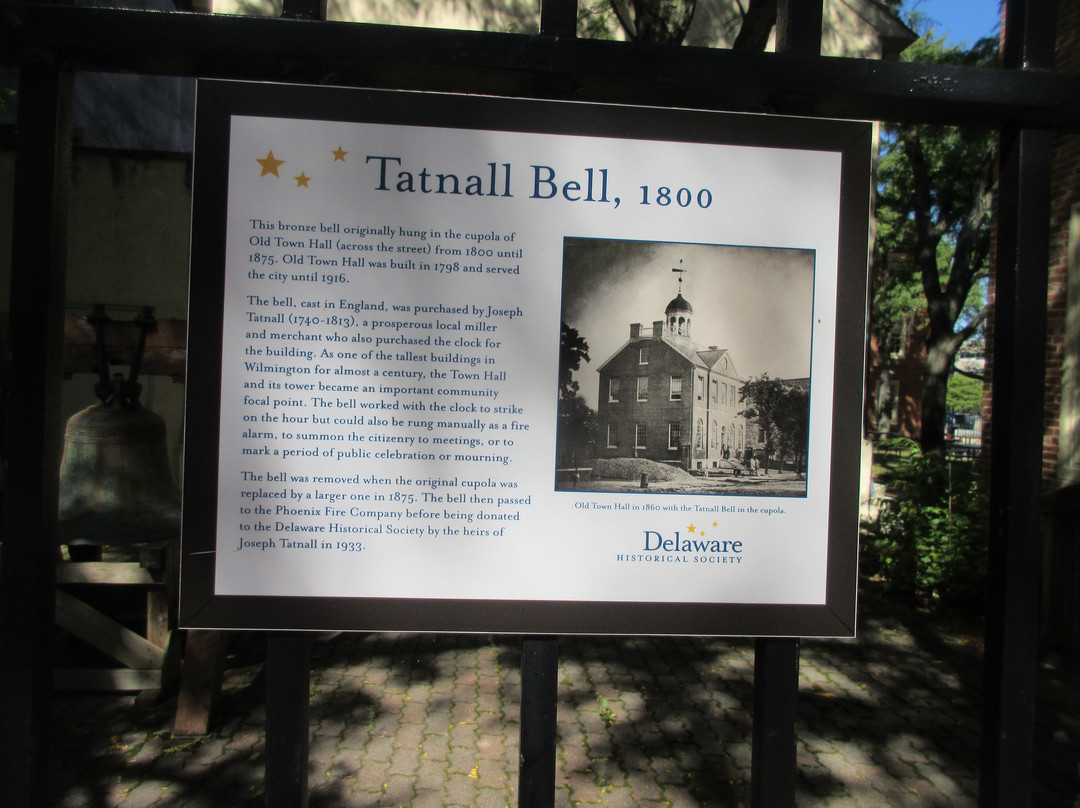 Tatnall Bell, 1800
This bronze bell originally hung in the cupola of
Old Town Hall (across the street) from 1800 until
1875. Old Town Hall was built in 1798 and served
the city until 1916.
The bell, cast in England, was purchased by Joseph
Tatnall (1740-1813), a prosperous local miller
and merchant who also purchased the clock for
the building. As one of the tallest buildings in
Wilmington for almost a century, the Town Hall
and its tower became an important community
focal point. The bell worked with the clock to strike
on the hour but could also be rung manually as a fire
alarm, to summon the citizenry to meetings, or to
mark a period of public celebration or mourning.
The bell was removed when the original cupola was
replaced by a larger one in 1875. The bell then passed
to the Phoenix Fire Company before being donated
to the Delaware Historical Society by the heirs of
Joseph Tatnall in 1933.
Old Town Hall in 1860 with the Tatnall Bell in the cupola.
Delaware
HISTORICAL SOCIETY